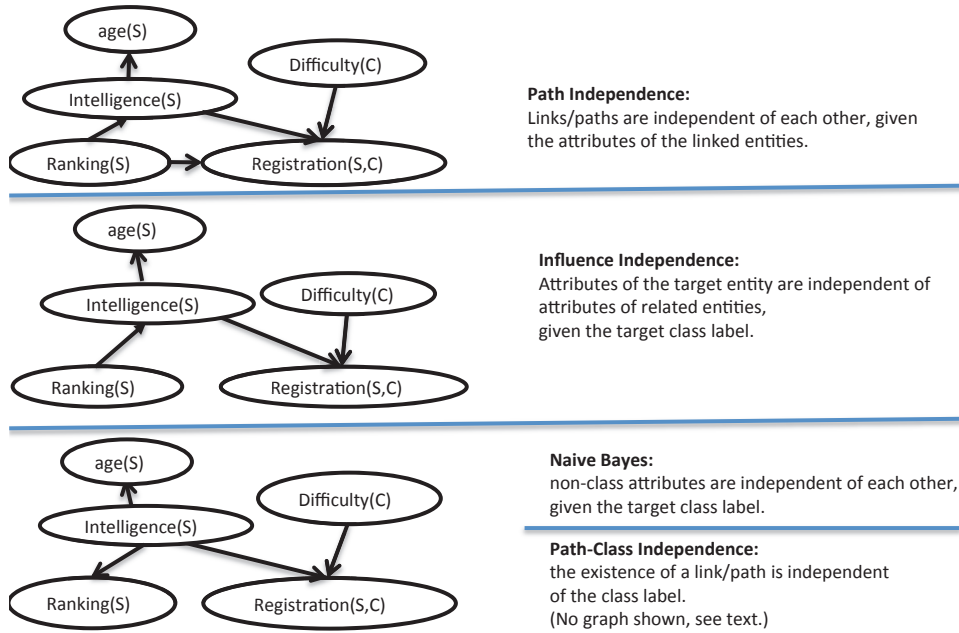 age(S)
Difficulty(C)
Intelligence(S)
Ranking(S)
Registration(S,C)
Path Independence:
Links/paths are independent of each other, given
the attributes of the linked entities.
age(S)
Difficulty(C)
Intelligence(S)
Ranking(S)
Registration(S,C)
Influence Independence:
Attributes of the target entity are independent of
attributes of related entities,
given the target class label.
age(S)
Difficulty(C)
Intelligence(S)
Ranking(S)
Registration(S,C)
Naive Bayes:
non-class attributes are independent of each other,
given the target class label.
Path-Class Independence:
the existence of a link/path is independent
of the class label.
(No graph shown, see text.)